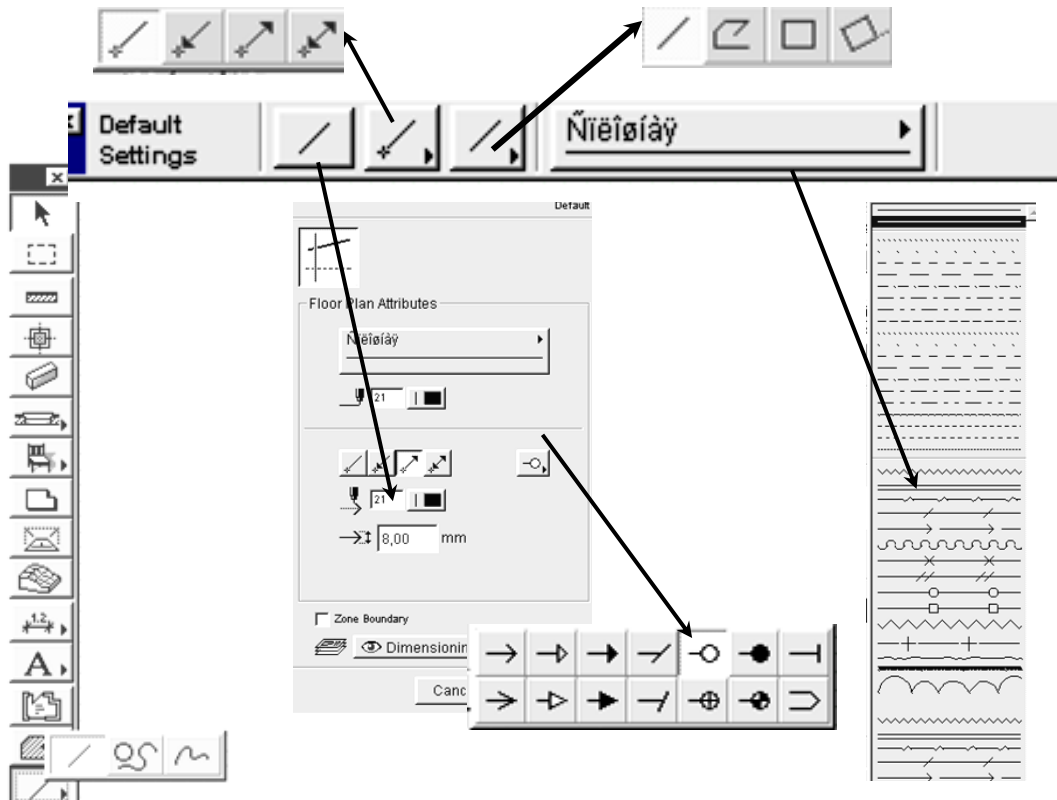 Default
Settings
Ñïëîøíàÿ
Default
Floor Plan Attributes
Ñïëîøíàÿ
21
21
8,00 mm
Zone Boundary
Dimensionin
Canc
1.2
A